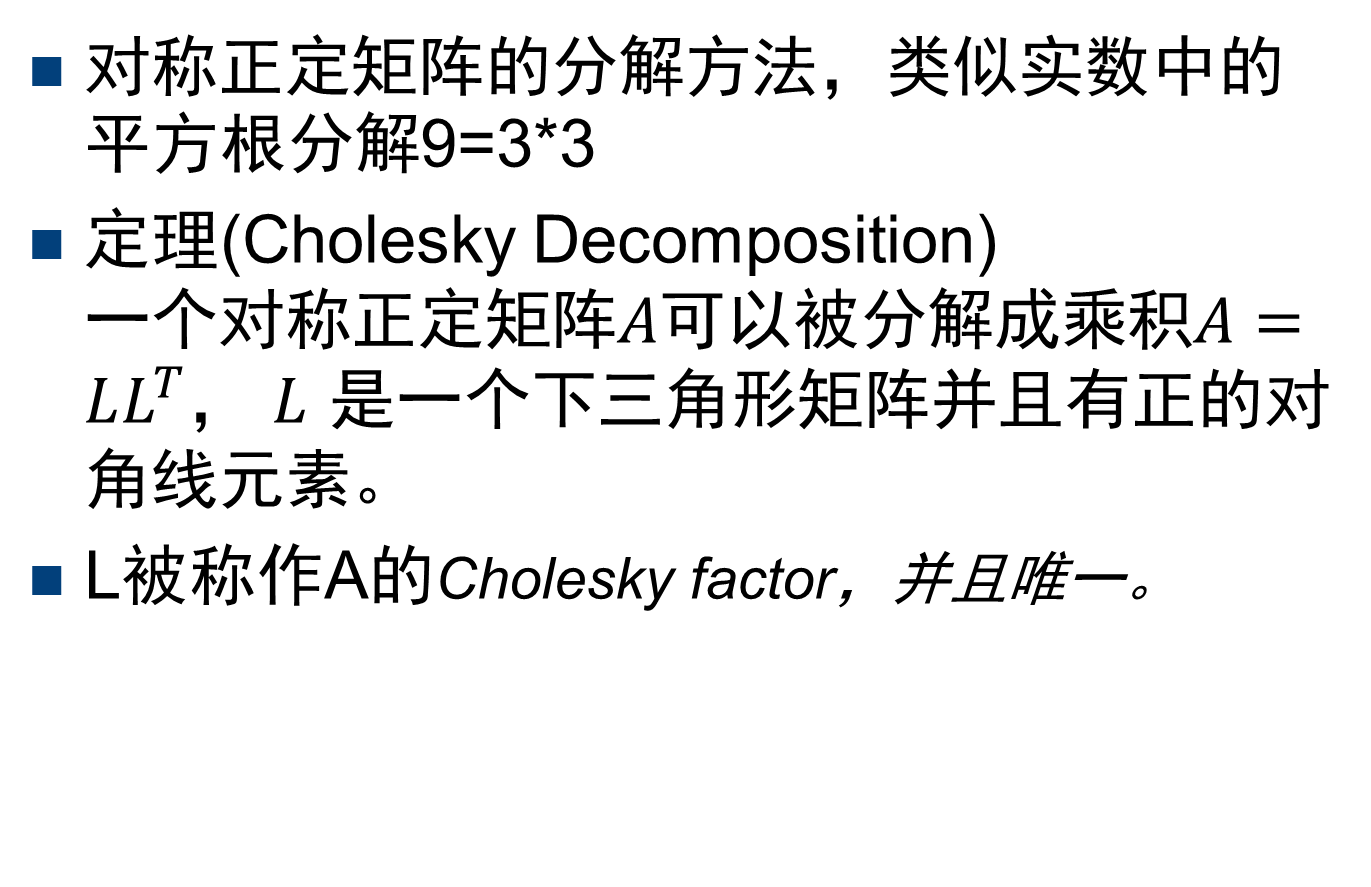 ■ 对称正定矩阵的分解方法，类似实数中的
平方根分解9=3*3
■ 定理(Cholesky Decomposition)
一个对称正定矩阵A可以被分解成乘积A =
LLᵀ， L 是一个下三角形矩阵并且有正的对
角线元素。
■ L被称作A的Cholesky factor，并且唯一。